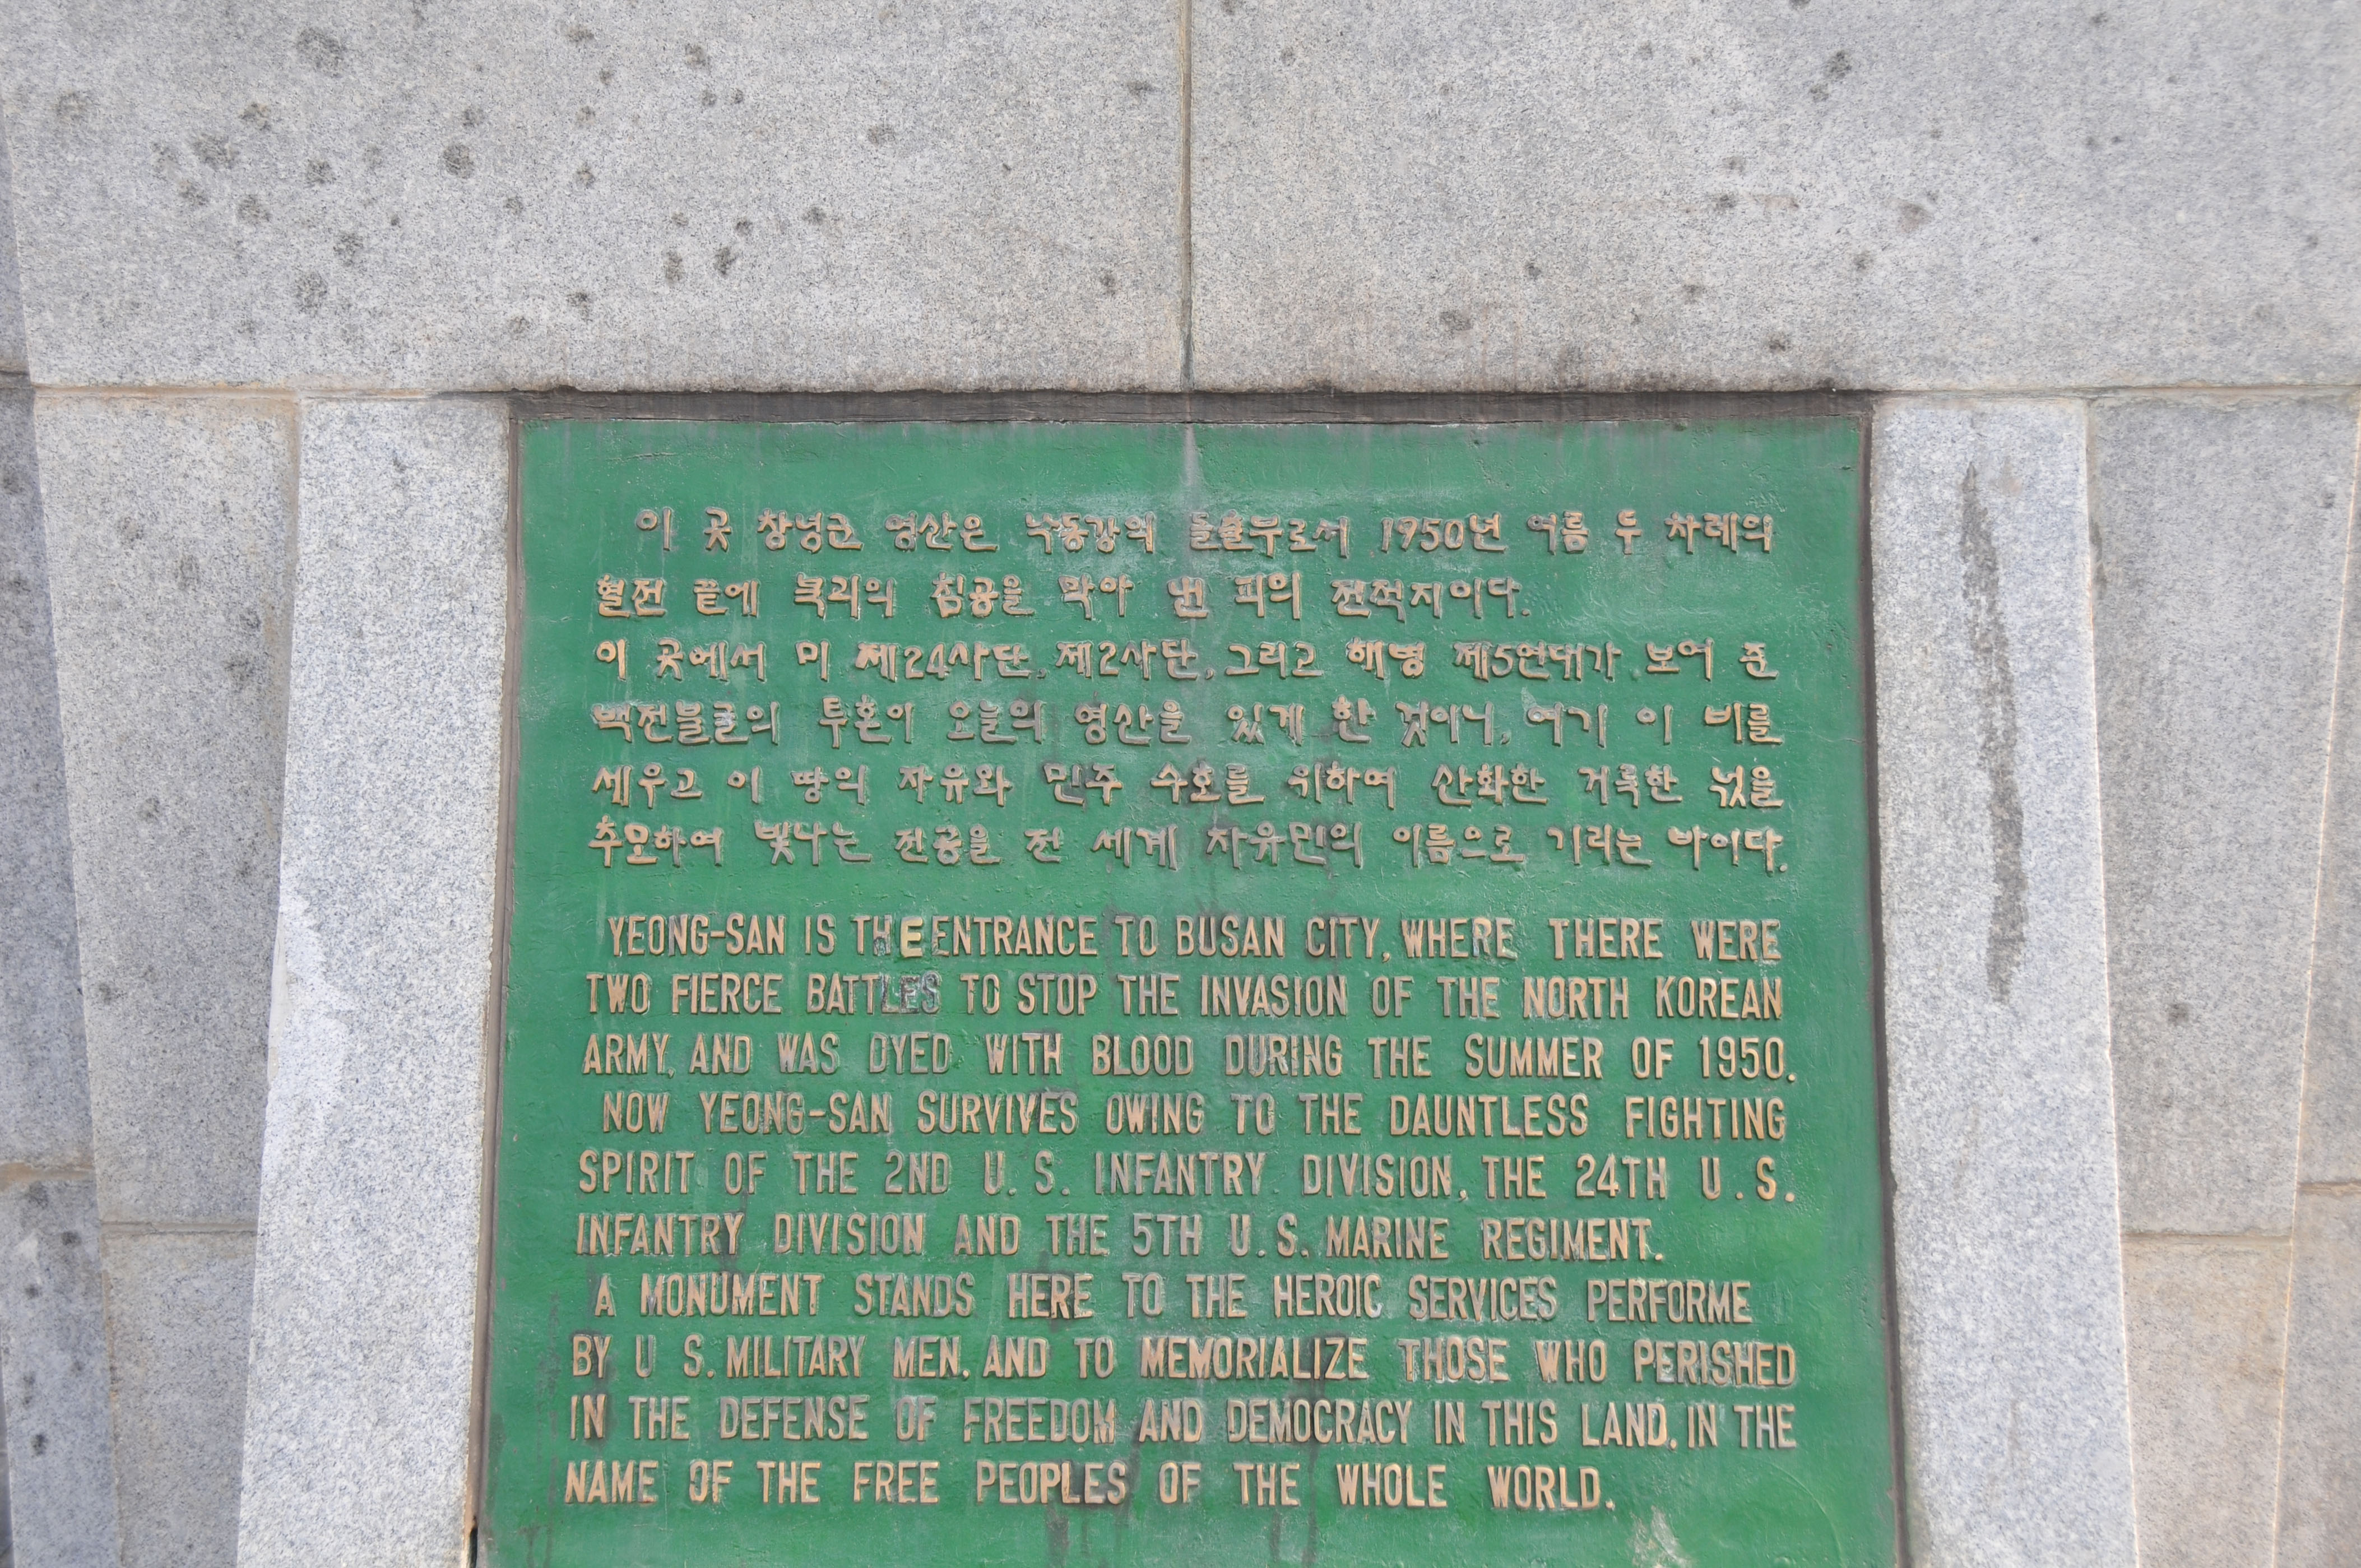 이 곳 창녕군 영산은 낙동강의 돌출부로서 1950년 여름 두 차례의
혈전 끝에 북괴의 침공을 막아 낸 피의 전적지이다.
이 곳에서 미 제24사단, 제2사단, 그리고 해병 제5연대가 보여 준
백전불굴의 투혼이 오늘의 영산을 있게 한 것이니, 여기 이 비를
세우고 이 땅의 자유와 민주 수호를 위하여 산화한 거룩한 넋을
추모하여 빛나는 전공을 전 세계 자유민의 이름으로 기리는 바이다.
YEONG-SAN IS THE ENTRANCE TO BUSAN CITY, WHERE THERE WERE
TWO FIERCE BATTLES TO STOP THE INVASION OF THE NORTH KOREAN
ARMY, AND WAS DYED WITH BLOOD DURING THE SUMMER OF 1950.
NOW YEONG-SAN SURVIVES OWING TO THE DAUNTLESS FIGHTING
SPIRIT OF THE 2ND U.S. INFANTRY DIVISION, THE 24TH U.S.
INFANTRY DIVISION AND THE 5TH U.S. MARINE REGIMENT.
A MONUMENT STANDS HERE TO THE HEROIC SERVICES PERFORME
BY U S. MILITARY MEN, AND TO MEMORIALIZE THOSE WHO PERISHED
IN THE DEFENSE OF FREEDOM AND DEMOCRACY IN THIS LAND, IN THE
NAME OF THE FREE PEOPLES OF THE WHOLE WORLD.